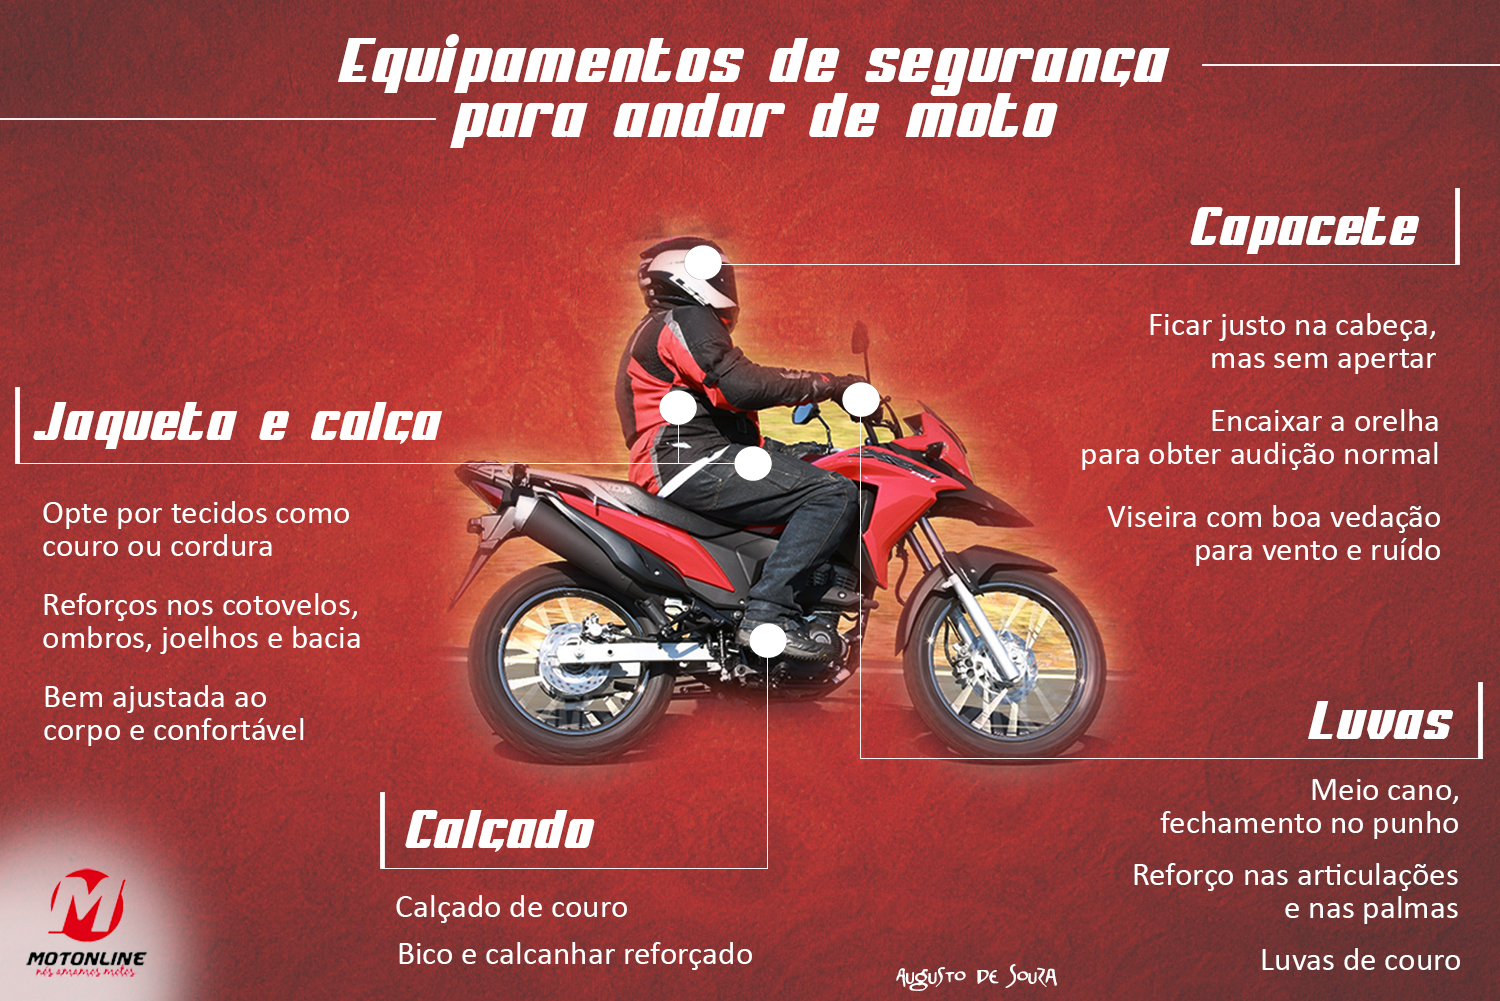 Equipamentos de segurança
para andar de moto
Capacete
Ficar justo na cabeça,
mas sem apertar
Encaixar a orelha
para obter audição normal
Viseira com boa vedação
para vento e ruído
Jaqueta e calça
Opte por tecidos como
couro ou cordura
Reforços nos cotovelos,
ombros, joelhos e bacia
Bem ajustada ao
corpo e confortável
Luvas
Meio cano,
fechamento no punho
Reforço nas articulações
e nas palmas
Luvas de couro
Calçado
Calçado de couro
Bico e calcanhar reforçado
MOTONLINE
nós amamos motos
Augusto de Souza